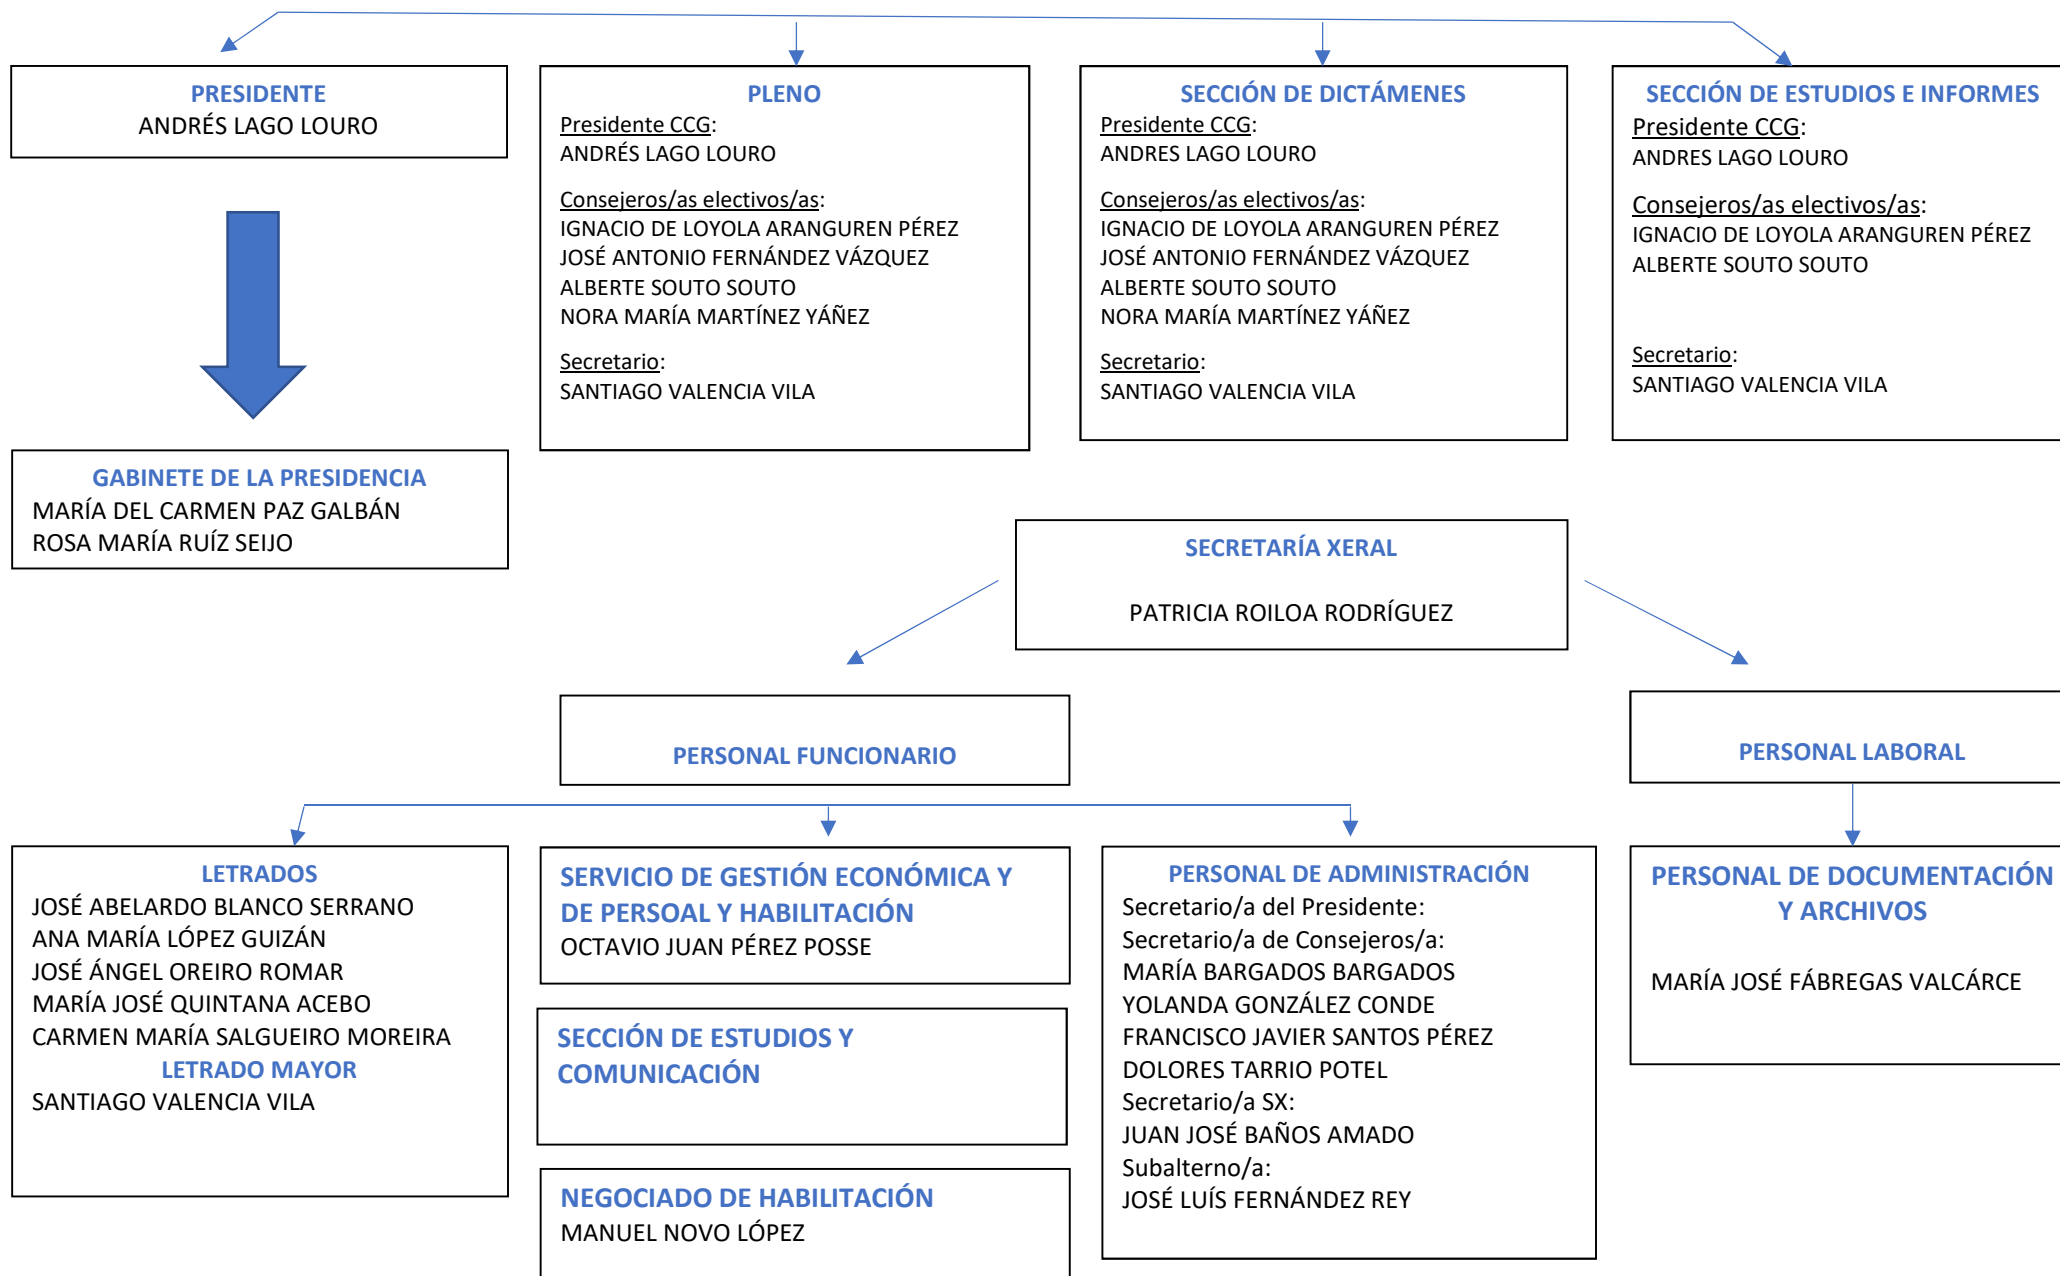 PRESIDENTE
ANDRÉS LAGO LOURO
PLENO
Presidente CCG:
ANDRÉS LAGO LOURO
Consejeros/as electivos/as:
IGNACIO DE LOYOLA ARANGUREN PÉREZ
JOSÉ ANTONIO FERNÁNDEZ VÁZQUEZ
ALBERTE SOUTO SOUTO
NORA MARÍA MARTÍNEZ YÁÑEZ
Secretario:
SANTIAGO VALENCIA VILA
SECCIÓN DE DICTÁMENES
Presidente CCG:
ANDRES LAGO LOURO
Consejeros/as electivos/as:
IGNACIO DE LOYOLA ARANGUREN PÉREZ
JOSÉ ANTONIO FERNÁNDEZ VÁZQUEZ
ALBERTE SOUTO SOUTO
NORA MARÍA MARTÍNEZ YÁÑEZ
Secretario:
SANTIAGO VALENCIA VILA
SECCIÓN DE ESTUDIOS E INFORMES
Presidente CCG:
ANDRES LAGO LOURO
Consejeros/as electivos/as:
IGNACIO DE LOYOLA ARANGUREN PÉREZ
ALBERTE SOUTO SOUTO
Secretario:
SANTIAGO VALENCIA VILA
GABINETE DE LA PRESIDENCIA
MARÍA DEL CARMEN PAZ GALBÁN
ROSA MARÍA RUÍZ SEIJO
SECRETARÍA XERAL
PATRICIA ROILOA RODRÍGUEZ
PERSONAL FUNCIONARIO
PERSONAL LABORAL
LETRADOS
JOSÉ ABELARDO BLANCO SERRANO
ANA MARÍA LÓPEZ GUIZÁN
JOSÉ ÁNGEL OREIRO ROMAR
MARÍA JOSÉ QUINTANA ACEBO
CARMEN MARÍA SALGUEIRO MOREIRA
LETRADO MAYOR
SANTIAGO VALENCIA VILA
SERVICIO DE GESTIÓN ECONÓMICA Y
DE PERSOAL Y HABILITACIÓN
OCTAVIO JUAN PÉREZ POSSE
SECCIÓN DE ESTUDIOS Y
COMUNICACIÓN
NEGOCIADO DE HABILITACIÓN
MANUEL NOVO LÓPEZ
PERSONAL DE ADMINISTRACIÓN
Secretario/a del Presidente:
Secretario/a de Consejeros/a:
MARÍA BARGADOS BARGADOS
YOLANDA GONZÁLEZ CONDE
FRANCISCO JAVIER SANTOS PÉREZ
DOLORES TARRIO POTEL
Secretario/a SX:
JUAN JOSÉ BAÑOS AMADO
Subalterno/a:
JOSÉ LUÍS FERNÁNDEZ REY
PERSONAL DE DOCUMENTACIÓN
Y ARCHIVOS
MARÍA JOSÉ FÁBREGAS VALCÁRCE